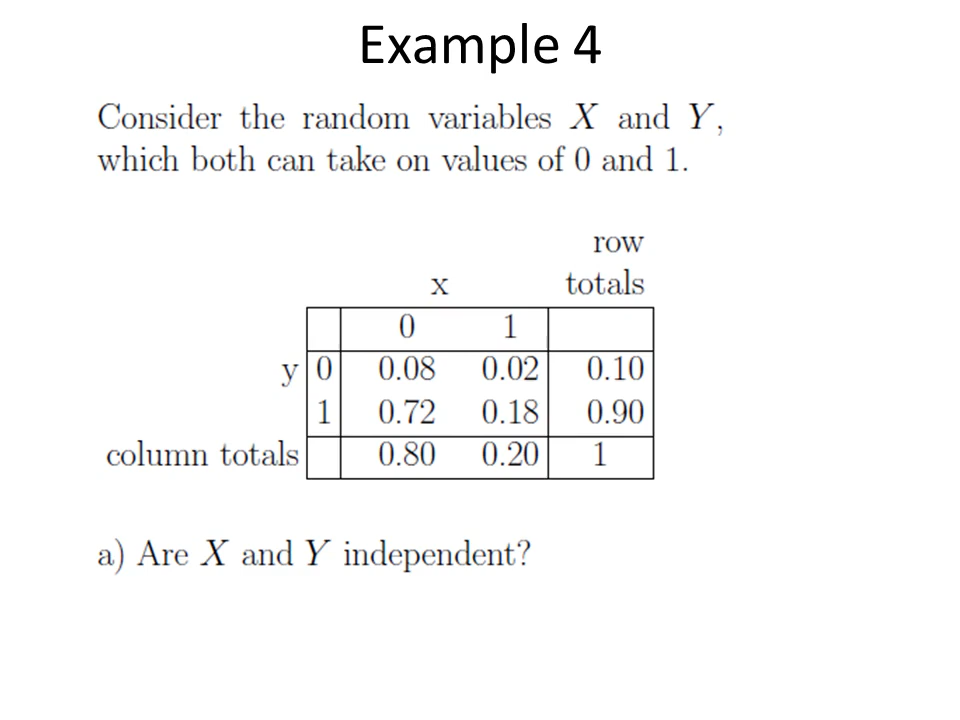 Example 4
Consider the random variables X and Y,
which both can take on values of 0 and 1.
row
x totals
0 1
y 0 0.08 0.02 0.10
1 0.72 0.18 0.90
column totals 0.80 0.20 1
a) Are X and Y independent?